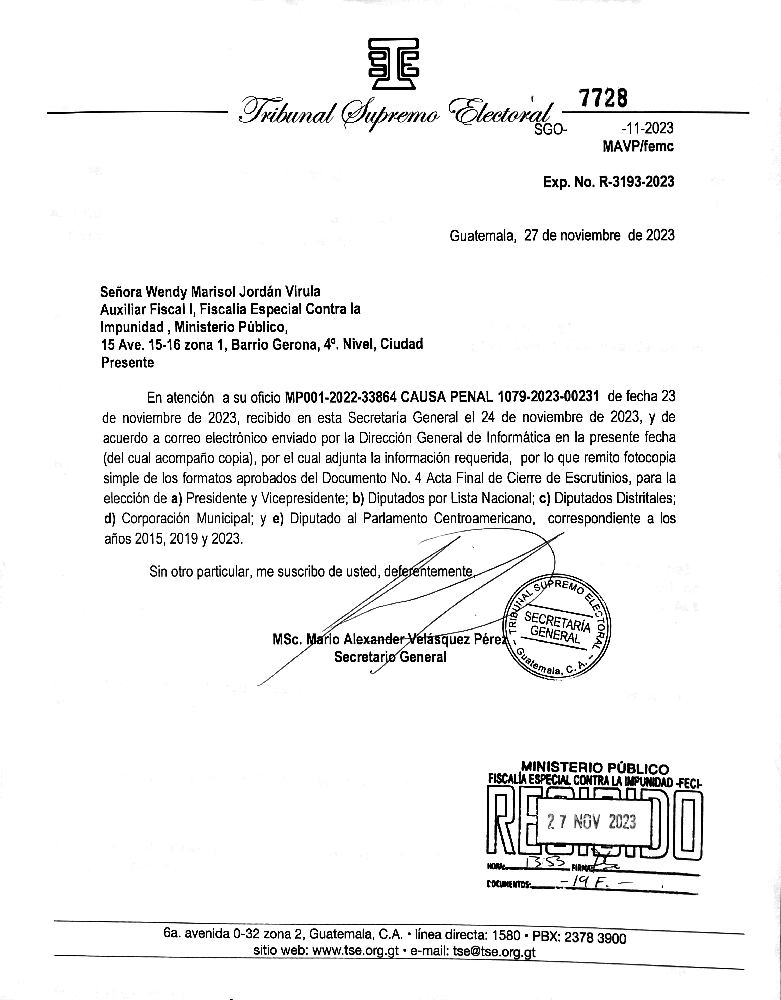 TSE
Tribunal Supremo Electoral
7728
SGO- -11-2023
MAVP/femc
Exp. No. R-3193-2023
Guatemala, 27 de noviembre de 2023
Señora Wendy Marisol Jordán Virula
Auxiliar Fiscal I, Fiscalía Especial Contra la
Impunidad , Ministerio Público,
15 Ave. 15-16 zona 1, Barrio Gerona, 4º. Nivel, Ciudad
Presente
En atención a su oficio MP001-2022-33864 CAUSA PENAL 1079-2023-00231 de fecha 23
de noviembre de 2023, recibido en esta Secretaría General el 24 de noviembre de 2023, y de
acuerdo a correo electrónico enviado por la Dirección General de Informática en la presente fecha
(del cual acompaño copia), por el cual adjunta la información requerida, por lo que remito fotocopia
simple de los formatos aprobados del Documento No. 4 Acta Final de Cierre de Escrutinios, para la
elección de a) Presidente y Vicepresidente; b) Diputados por Lista Nacional; c) Diputados Distritales;
d) Corporación Municipal; y e) Diputado al Parlamento Centroamericano, correspondiente a los
años 2015, 2019 y 2023.
Sin otro particular, me suscribo de usted, deferentemente,
MSc. Mario Alexander Velásquez Pérez
Secretario General
TRIBUNAL SUPREMO ELECTORAL
SECRETARÍA
GENERAL
- Guatemala, C. A. -
MINISTERIO PÚBLICO
FISCALÍA ESPECIAL CONTRA LA IMPUNIDAD -FECI-
RECIBIDO
27 NOV 2023
HORA: 13:53 FIRMA:
DOCUMENTOS: - 19 F. -
6a. avenida 0-32 zona 2, Guatemala, C.A. • línea directa: 1580 • PBX: 2378 3900
sitio web: www.tse.org.gt • e-mail: tse@tse.org.gt